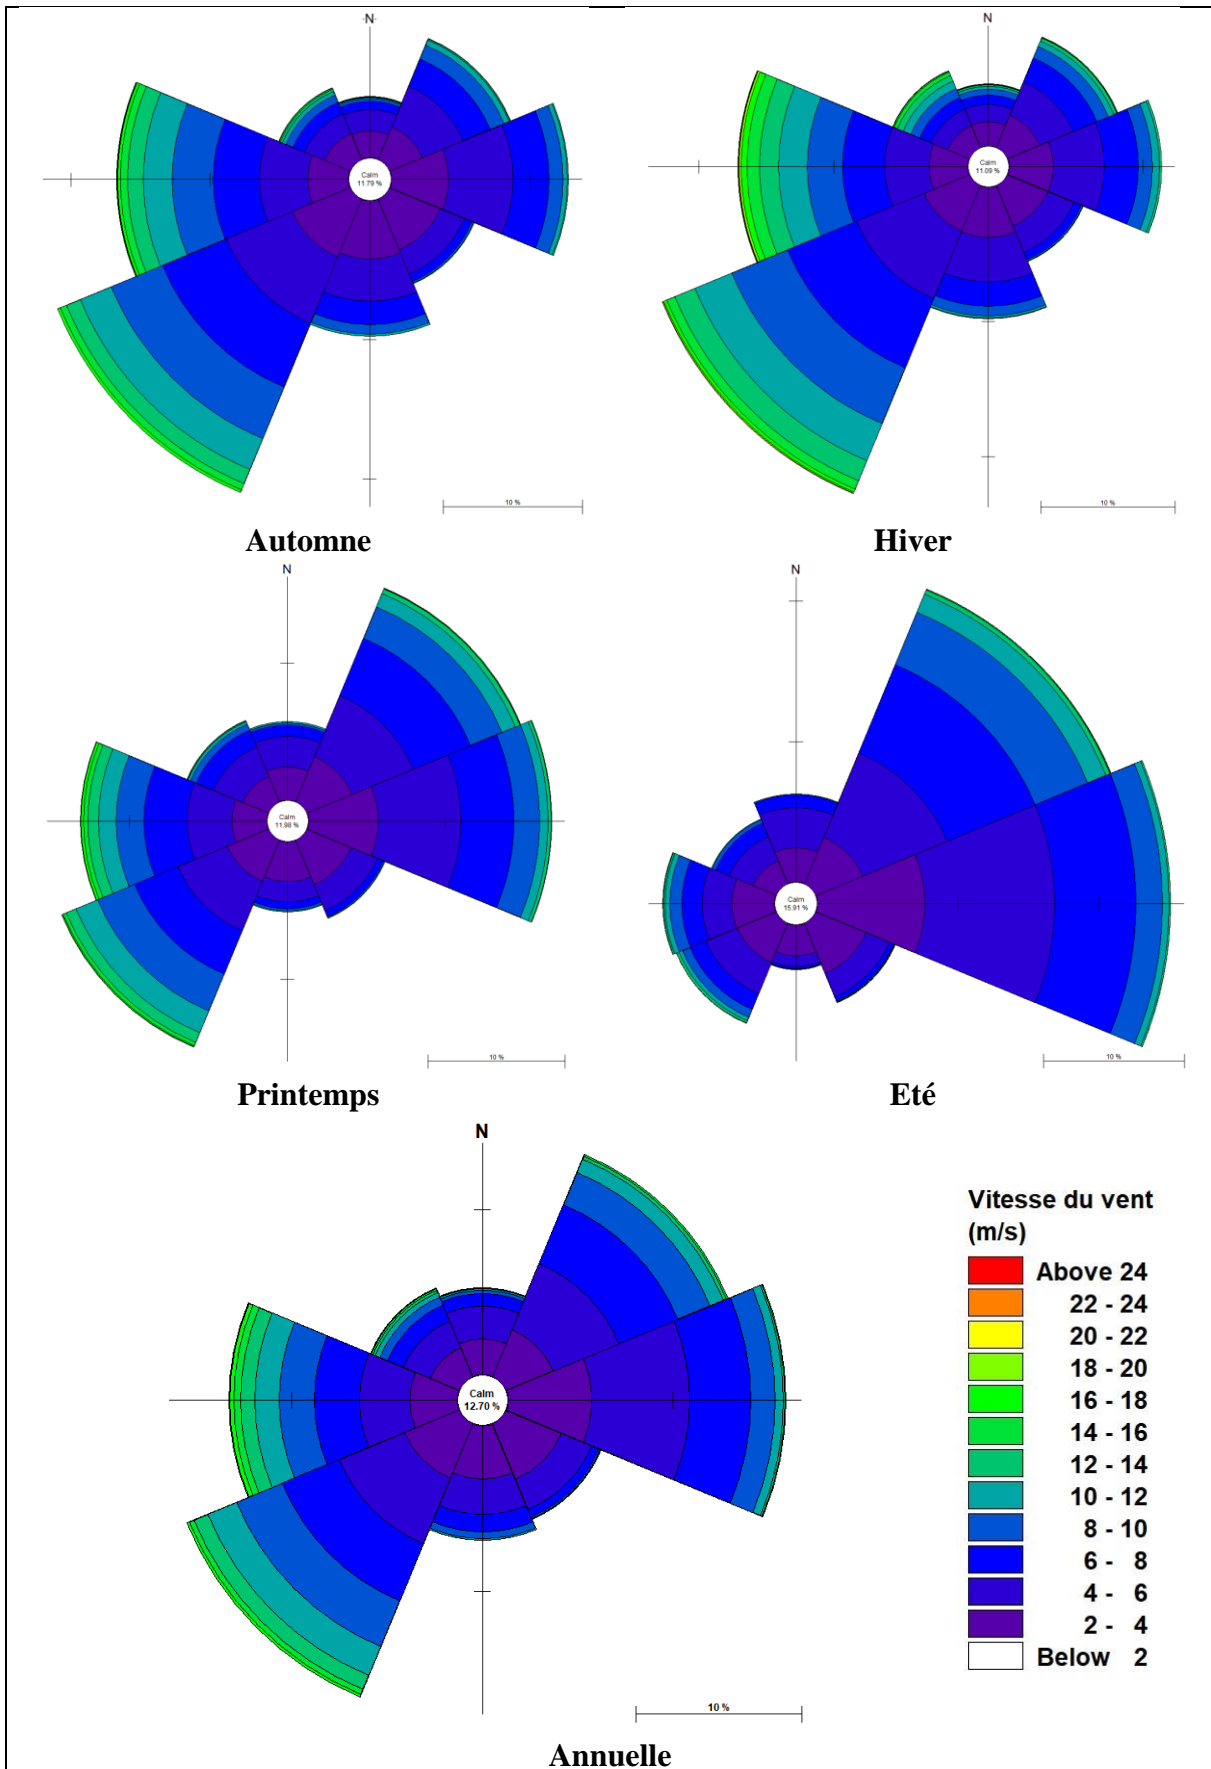 N
Calm
11.79 %
10 %
Automne
N
Calm
11.09 %
10 %
Hiver
N
Calm
11.98 %
10 %
Printemps
N
Calm
15.91 %
10 %
Eté
N
Calm
12.70 %
10 %
Annuelle
Vitesse du vent
(m/s)
Above 24
22 - 24
20 - 22
18 - 20
16 - 18
14 - 16
12 - 14
10 - 12
8 - 10
6 - 8
4 - 6
2 - 4
Below 2